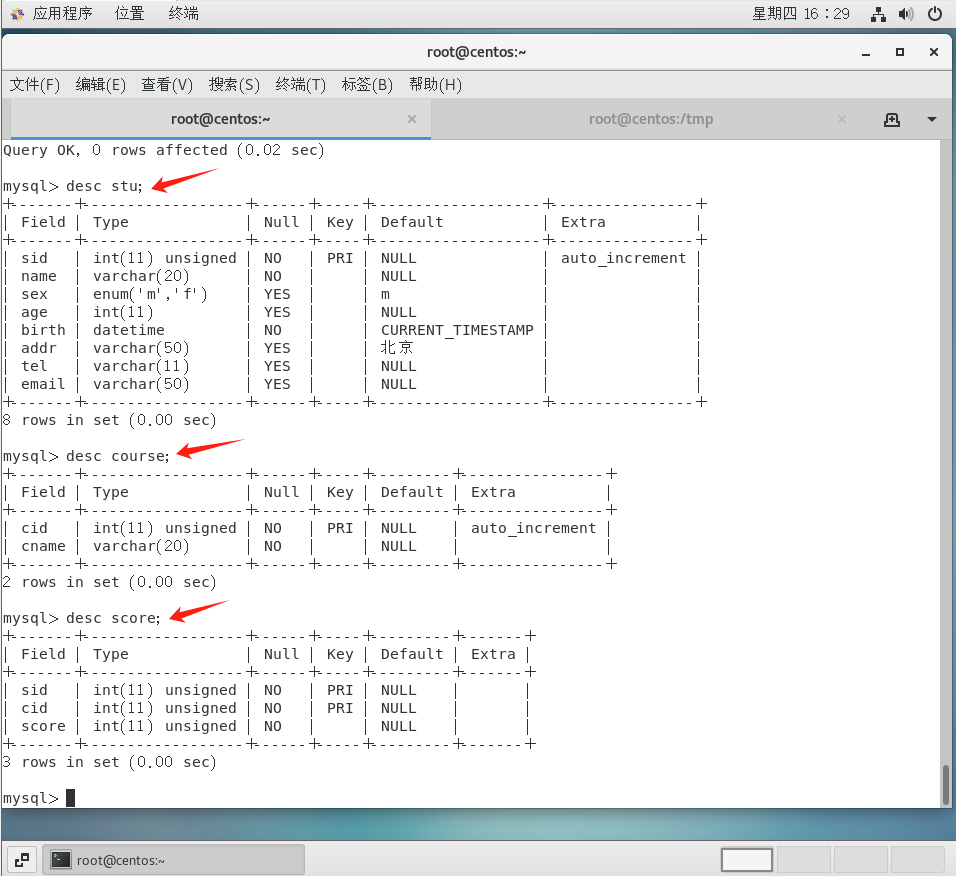 应用程序 位置 终端 星期四 16：29
root@centos:~
文件(F) 编辑(E) 查看(V) 搜索(S) 终端(T) 标签(B) 帮助(H)
root@centos:~ × root@centos:/tmp ×
Query OK, 0 rows affected (0.02 sec)
mysql> desc stu;
+-------+------------------+------+-----+-------------------+----------------+
| Field | Type             | Null | Key | Default           | Extra          |
+-------+------------------+------+-----+-------------------+----------------+
| sid   | int(11) unsigned | NO   | PRI | NULL              | auto_increment |
| name  | varchar(20)      | NO   |     | NULL              |                |
| sex   | enum('m','f')    | YES  |     | m                 |                |
| age   | int(11)          | YES  |     | NULL              |                |
| birth | datetime         | NO   |     | CURRENT_TIMESTAMP |                |
| addr  | varchar(50)      | YES  |     | 北京              |                |
| tel   | varchar(11)      | YES  |     | NULL              |                |
| email | varchar(50)      | YES  |     | NULL              |                |
+-------+------------------+------+-----+-------------------+----------------+
8 rows in set (0.00 sec)
mysql> desc course;
+-------+------------------+------+-----+---------+----------------+
| Field | Type             | Null | Key | Default | Extra          |
+-------+------------------+------+-----+---------+----------------+
| cid   | int(11) unsigned | NO   | PRI | NULL    | auto_increment |
| cname | varchar(20)      | NO   |     | NULL    |                |
+-------+------------------+------+-----+---------+----------------+
2 rows in set (0.00 sec)
mysql> desc score;
+-------+------------------+------+-----+---------+-------+
| Field | Type             | Null | Key | Default | Extra |
+-------+------------------+------+-----+---------+-------+
| sid   | int(11) unsigned | NO   | PRI | NULL    |       |
| cid   | int(11) unsigned | NO   | PRI | NULL    |       |
| score | int(11) unsigned | NO   |     | NULL    |       |
+-------+------------------+------+-----+---------+-------+
3 rows in set (0.00 sec)
mysql>
root@centos:~